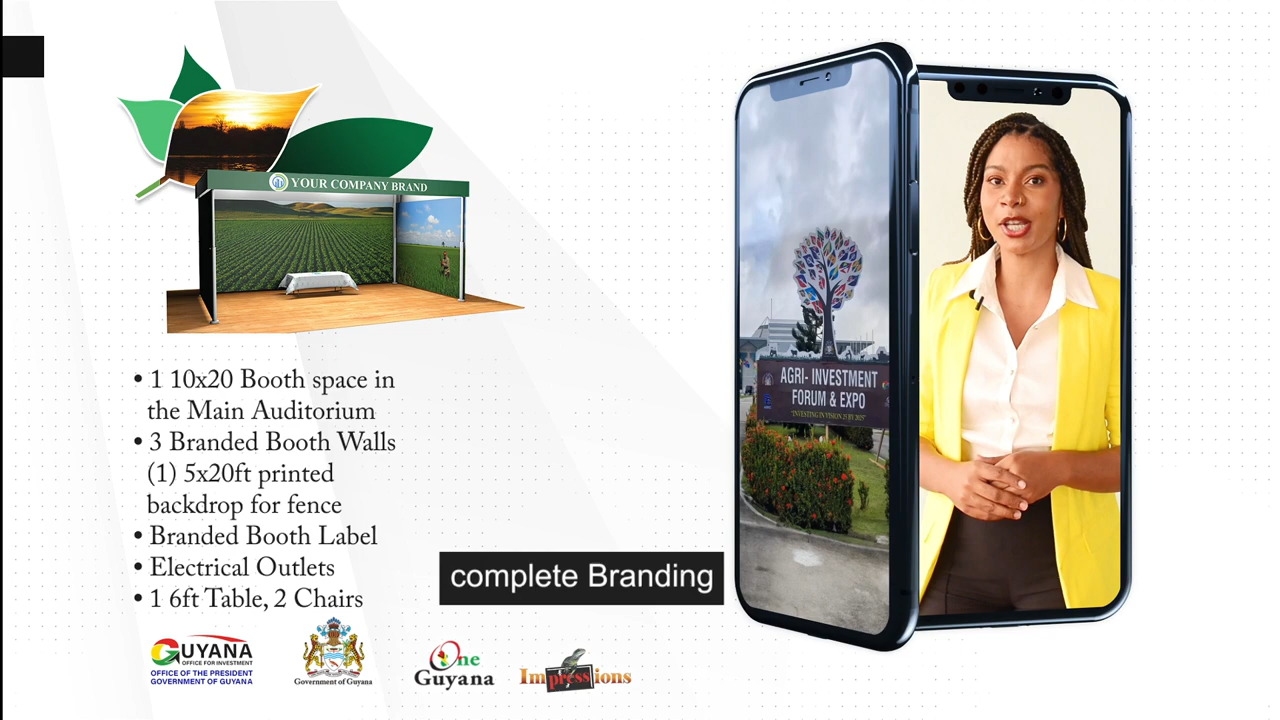 YOUR COMPANY BRAND
• 1 10x20 Booth space in
the Main Auditorium
• 3 Branded Booth Walls
(1) 5x20ft printed
backdrop for fence
• Branded Booth Label
• Electrical Outlets
• 1 6ft Table, 2 Chairs
complete Branding
AGRI- INVESTMENT
FORUM & EXPO
"INVESTING IN VISION 25 BY 2025"
GUYANA
OFFICE FOR INVESTMENT
OFFICE OF THE PRESIDENT
GOVERNMENT OF GUYANA
Government of Guyana
One
Guyana
Impressions